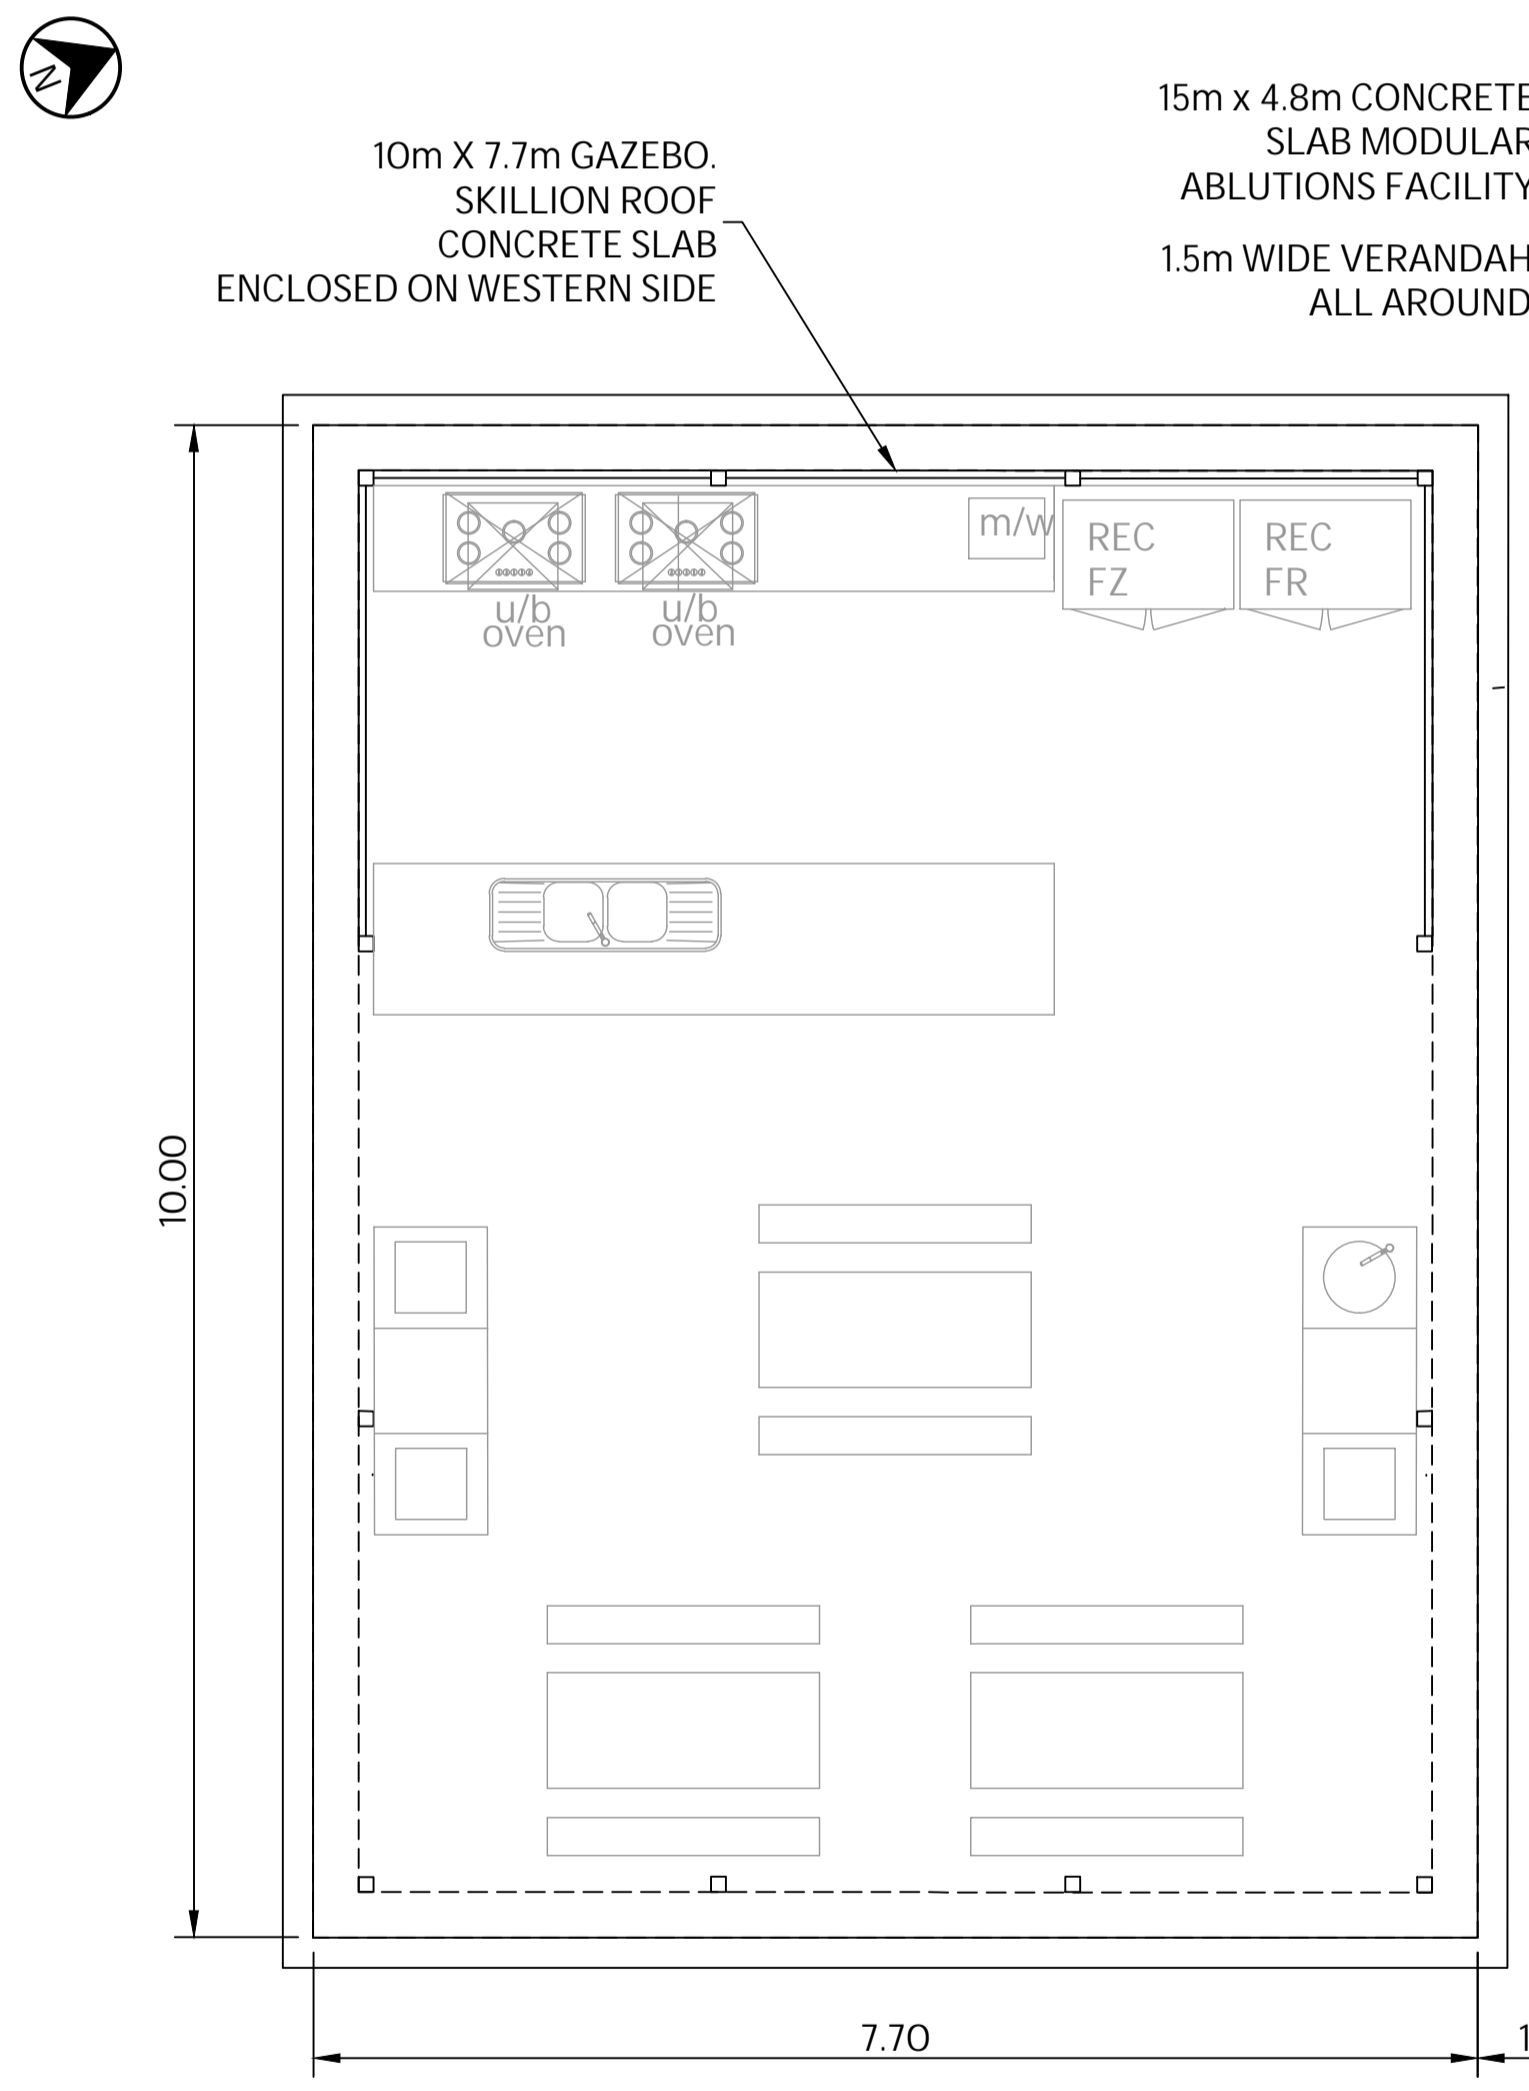 N
10m X 7.7m GAZEBO.
SKILLION ROOF
CONCRETE SLAB
ENCLOSED ON WESTERN SIDE
15m x 4.8m CONCRETE
SLAB MODULAR
ABLUTIONS FACILITY
1.5m WIDE VERANDAH
ALL AROUND
u/b
oven
u/b
oven
m/w
REC
FZ
REC
FR
10.00
7.70
1